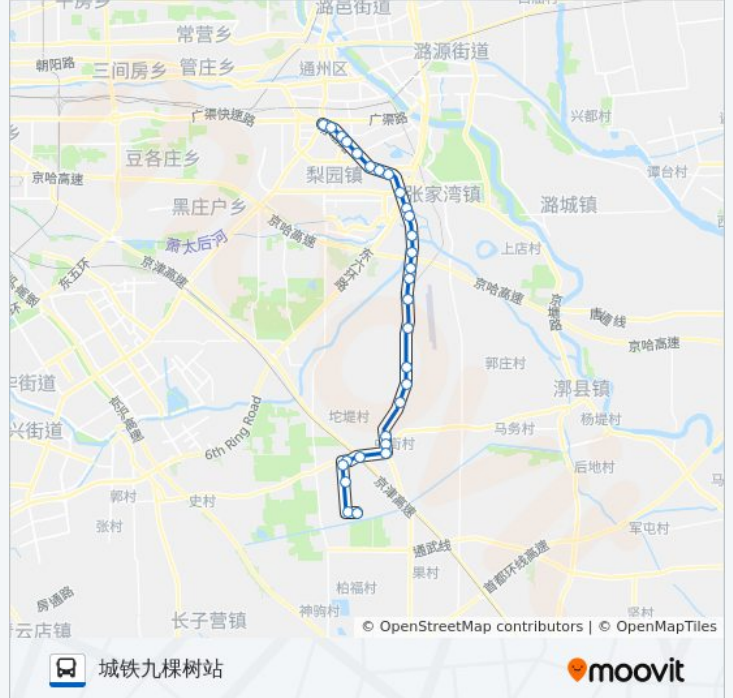 潞邑街道
常营乡
潞源街道
朝阳路
三间房乡
管庄乡
通州区
广渠快速路
广渠路
兴都村
豆各庄乡
梨园镇
京哈高速
谭台村
张家湾镇
黑庄户乡
潞城镇
京哈高速
萧太后河
上店村
京津高速
东六环路
东五环
京哈高速
京塘路
京哈高速
郭庄村
漷县镇
坨堤村
杨堤村
马务村
6th Ring Road
后地村
郭村
史村
京津高速
张村
军屯村
通武线
首都环线高速
果村
柏福村
长子营镇
神驹村
© OpenStreetMap contributors | © OpenMapTiles
城铁九棵树站
moovit